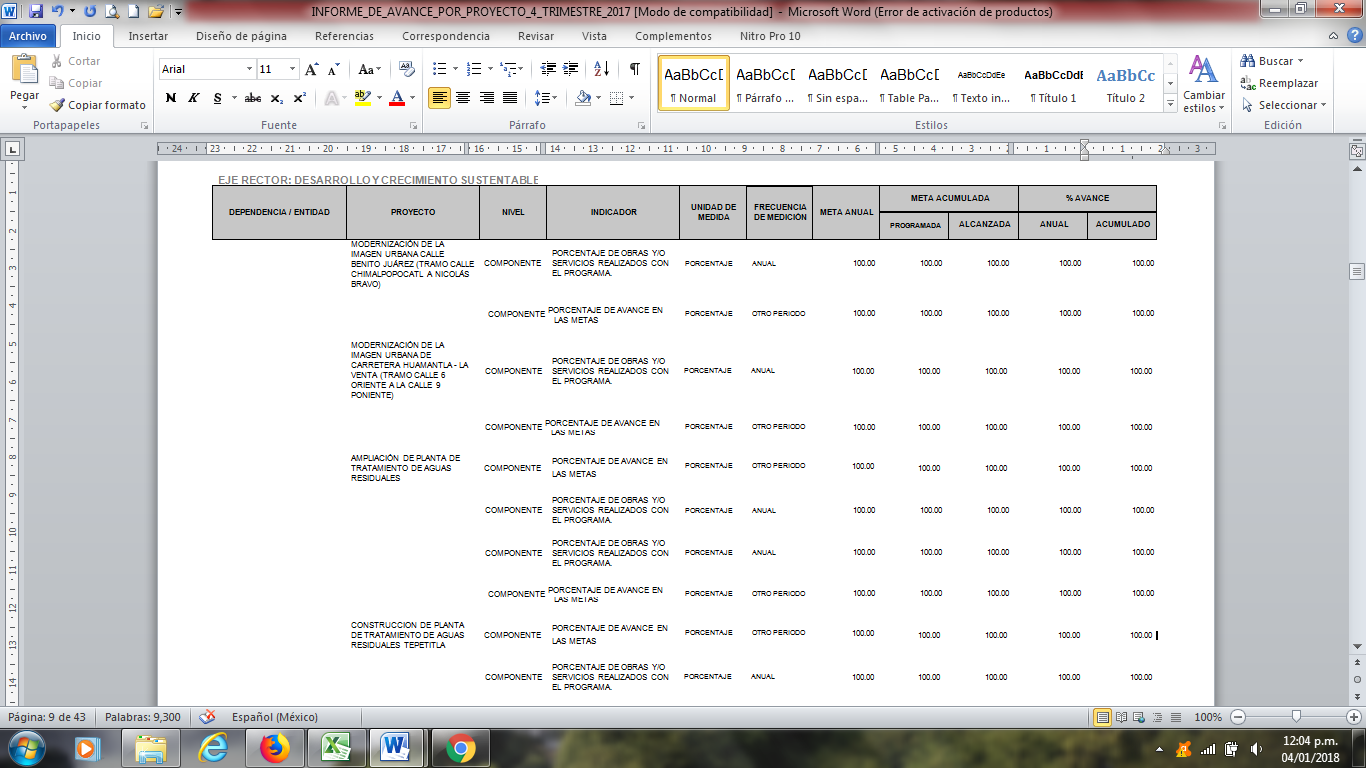 INFORME_DE_AVANCE_POR_PROYECTO_4_TRIMESTRE_2017 [Modo de compatibilidad] - Microsoft Word (Error de activación de productos)
Archivo Inicio Insertar Diseño de página Referencias Correspondencia Revisar Vista Complementos Nitro Pro 10
Pegar
Cortar
Copiar
Copiar formato
Portapapeles
Arial 11
N K S abc x₂ x²
Fuente
Párrafo
AaBbCcD AaBbCcD AaBbCcD AaBbCcD AaBbCcDdEe AaBbCcDdE AaBbCc
¶ Normal ¶ Párrafo ... ¶ Sin espa... ¶ Table Pa... ¶ Texto in... ¶ Título 1 Título 2
Cambiar estilos
Estilos
Buscar
Reemplazar
Seleccionar
Edición
EJE RECTOR: DESARROLLO Y CRECIMIENTO SUSTENTABLE
DEPENDENCIA / ENTIDAD PROYECTO NIVEL INDICADOR UNIDAD DE MEDIDA FRECUENCIA DE MEDICIÓN META ANUAL META ACUMULADA % AVANCE
PROGRAMADA ALCANZADA ANUAL ACUMULADO
MODERNIZACIÓN DE LA
IMAGEN URBANA CALLE
BENITO JUÁREZ (TRAMO CALLE
CHIMALPOPOCATL A NICOLÁS
BRAVO)
COMPONENTE
PORCENTAJE DE OBRAS Y/O
SERVICIOS REALIZADOS CON
EL PROGRAMA.
PORCENTAJE ANUAL 100.00 100.00 100.00 100.00 100.00
COMPONENTE
PORCENTAJE DE AVANCE EN
LAS METAS
PORCENTAJE OTRO PERIODO 100.00 100.00 100.00 100.00 100.00
MODERNIZACIÓN DE LA
IMAGEN URBANA DE
CARRETERA HUAMANTLA - LA
VENTA (TRAMO CALLE 6
ORIENTE A LA CALLE 9
PONIENTE)
COMPONENTE
PORCENTAJE DE OBRAS Y/O
SERVICIOS REALIZADOS CON
EL PROGRAMA.
PORCENTAJE ANUAL 100.00 100.00 100.00 100.00 100.00
COMPONENTE
PORCENTAJE DE AVANCE EN
LAS METAS
PORCENTAJE OTRO PERIODO 100.00 100.00 100.00 100.00 100.00
AMPLIACIÓN DE PLANTA DE
TRATAMIENTO DE AGUAS
RESIDUALES
COMPONENTE
PORCENTAJE DE AVANCE EN
LAS METAS
PORCENTAJE OTRO PERIODO 100.00 100.00 100.00 100.00 100.00
COMPONENTE
PORCENTAJE DE OBRAS Y/O
SERVICIOS REALIZADOS CON
EL PROGRAMA.
PORCENTAJE ANUAL 100.00 100.00 100.00 100.00 100.00
COMPONENTE
PORCENTAJE DE OBRAS Y/O
SERVICIOS REALIZADOS CON
EL PROGRAMA.
PORCENTAJE ANUAL 100.00 100.00 100.00 100.00 100.00
COMPONENTE
PORCENTAJE DE AVANCE EN
LAS METAS
PORCENTAJE OTRO PERIODO 100.00 100.00 100.00 100.00 100.00
CONSTRUCCION DE PLANTA
DE TRATAMIENTO DE AGUAS
RESIDUALES TEPETITLA
COMPONENTE
PORCENTAJE DE AVANCE EN
LAS METAS
PORCENTAJE OTRO PERIODO 100.00 100.00 100.00 100.00 100.00
COMPONENTE
PORCENTAJE DE OBRAS Y/O
SERVICIOS REALIZADOS CON
EL PROGRAMA.
PORCENTAJE ANUAL 100.00 100.00 100.00 100.00 100.00
Página: 9 de 43 Palabras: 9,300 Español (México) 100%
12:04 p.m.
04/01/2018